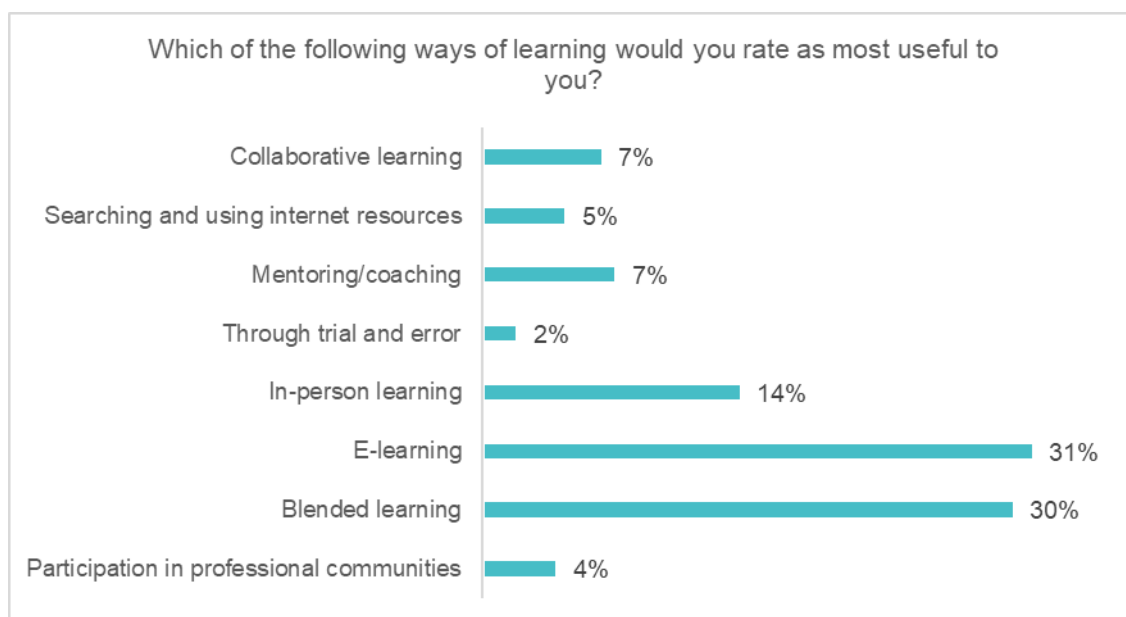 Which of the following ways of learning would you rate as most useful to
you?
Collaborative learning 7%
Searching and using internet resources 5%
Mentoring/coaching 7%
Through trial and error 2%
In-person learning 14%
E-learning 31%
Blended learning 30%
Participation in professional communities 4%